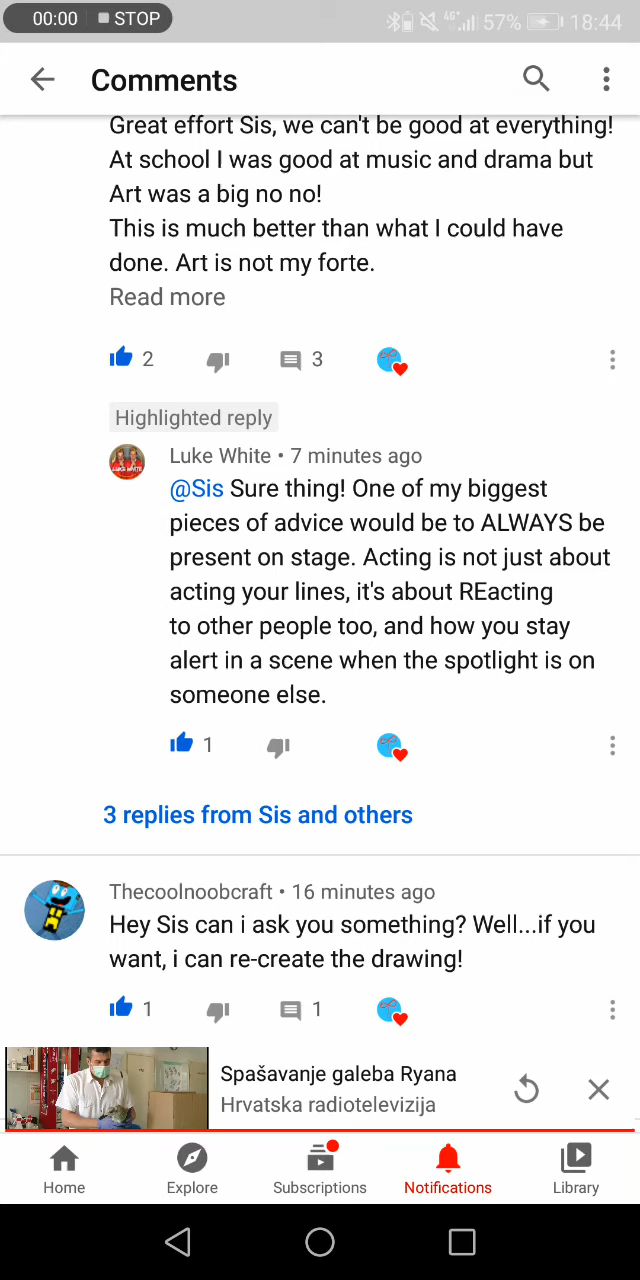 00:00 STOP 4G 57% 18:44
Comments
Great effort Sis, we can't be good at everything!
At school I was good at music and drama but
Art was a big no no!
This is much better than what I could have
done. Art is not my forte.
Read more
2 3
Highlighted reply
LUKE WHITE
Luke White • 7 minutes ago
@Sis Sure thing! One of my biggest
pieces of advice would be to ALWAYS be
present on stage. Acting is not just about
acting your lines, it's about REacting
to other people too, and how you stay
alert in a scene when the spotlight is on
someone else.
1
3 replies from Sis and others
Thecoolnoobcraft • 16 minutes ago
Hey Sis can i ask you something? Well...if you
want, i can re-create the drawing!
1 1
Spašavanje galeba Ryana
Hrvatska radiotelevizija
Home Explore Subscriptions Notifications Library